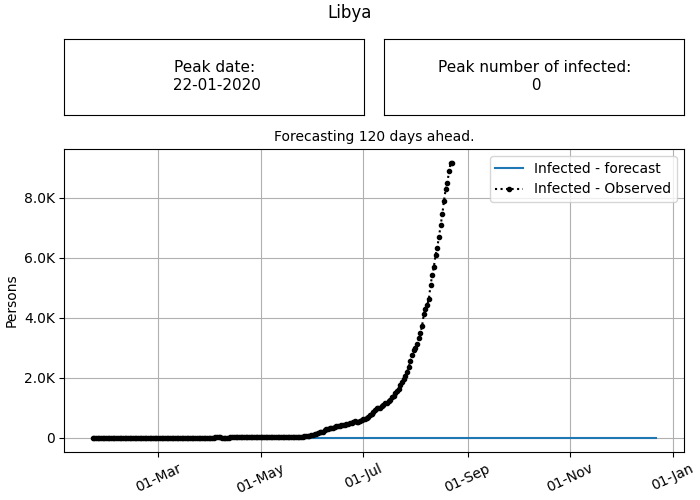 Libya
Peak date:
22-01-2020
Peak number of infected:
0
Forecasting 120 days ahead.
Infected - forecast
Infected - Observed
8.0K
6.0K
4.0K
2.0K
0
Persons
01-Mar
01-May
01-Jul
01-Sep
01-Nov
01-Jan